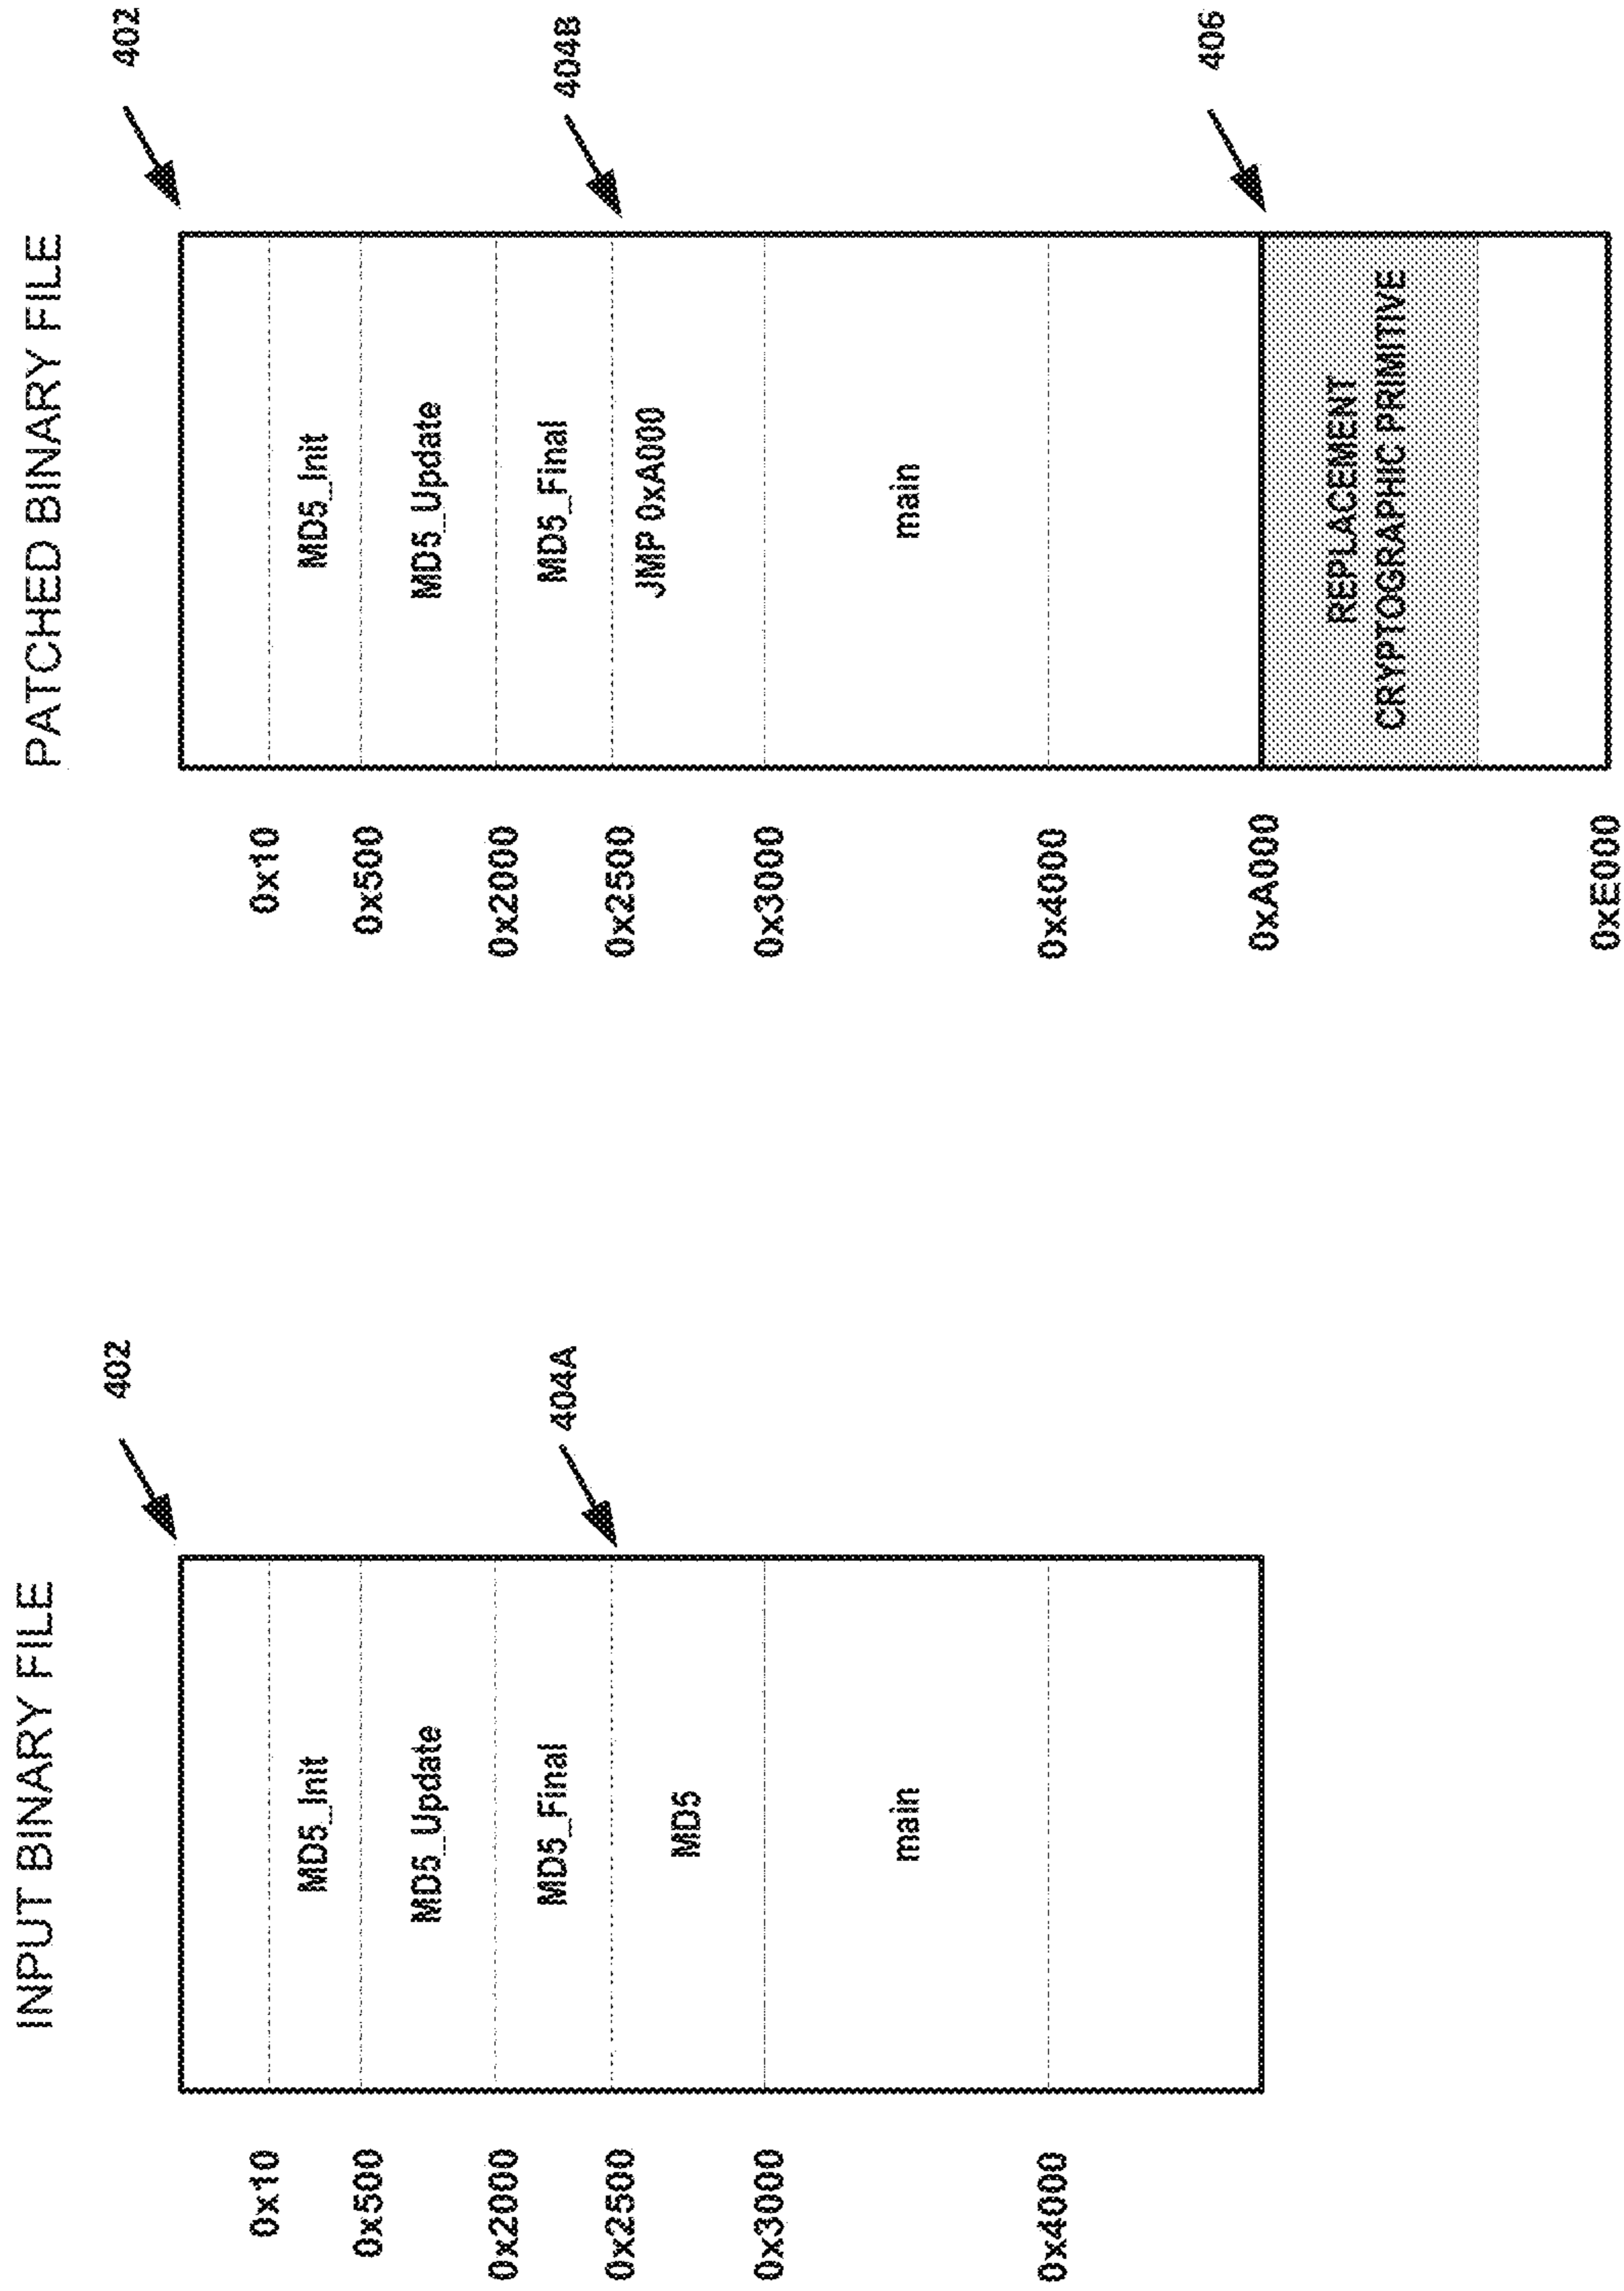 INPUT BINARY FILE
402
0x10
MD5_Init
0x500
MD5_Update
0x2000
MD5_Final
404A
0x2500
MD5
0x3000
main
0x4000
PATCHED BINARY FILE
402
0x10
MD5_Init
0x500
MD5_Update
0x2000
MD5_Final
404B
0x2500
JMP 0xA000
0x3000
main
0x4000
406
0xA000
REPLACEMENT
CRYPTOGRAPHIC PRIMITIVE
0xE000